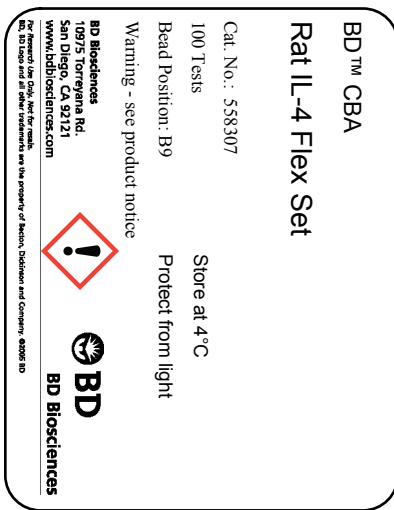 BD™ CBA
Rat IL-4 Flex Set
Cat. No.: 558307
100 Tests
Store at 4°C
Bead Position: B9
Protect from light
Warning - see product notice
BD Biosciences
10975 Torreyana Rd.
San Diego, CA 92121
www.bdbiosciences.com
BD
BD Biosciences
For Research Use Only. Not for resale.
BD, BD Logo and all other trademarks are the property of Becton, Dickinson and Company. ©2005 BD